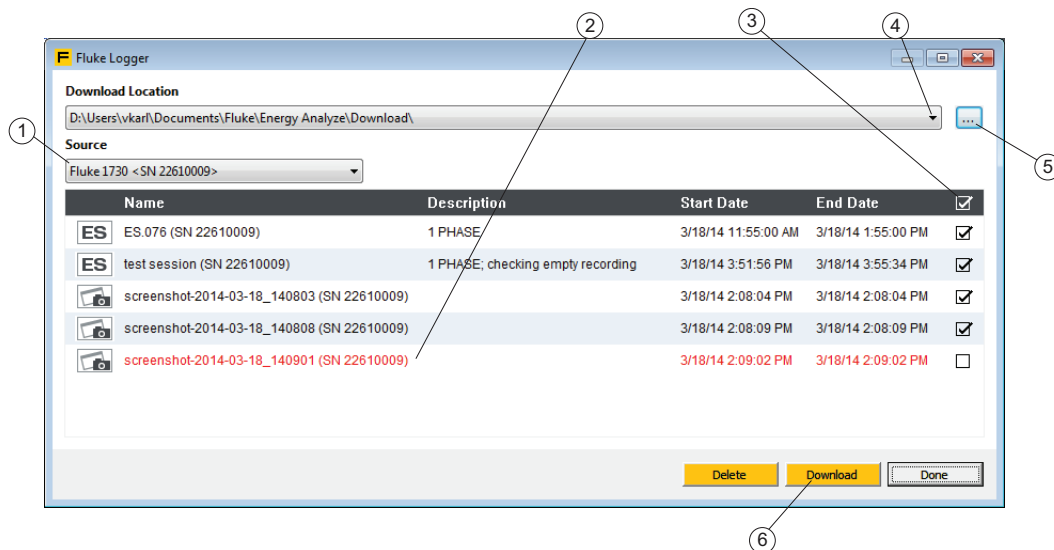 2
3
4
F Fluke Logger
Download Location
D:\Users\vkarl\Documents\Fluke\Energy Analyze\Download\
...
1
Source
5
Fluke 1730 <SN 22610009>
Name Description Start Date End Date
ES ES.076 (SN 22610009) 1 PHASE 3/18/14 11:55:00 AM 3/18/14 1:55:00 PM
ES test session (SN 22610009) 1 PHASE; checking empty recording 3/18/14 3:51:56 PM 3/18/14 3:55:34 PM
screenshot-2014-03-18_140803 (SN 22610009) 3/18/14 2:08:04 PM 3/18/14 2:08:04 PM
screenshot-2014-03-18_140808 (SN 22610009) 3/18/14 2:08:09 PM 3/18/14 2:08:09 PM
screenshot-2014-03-18_140901 (SN 22610009) 3/18/14 2:09:02 PM 3/18/14 2:09:02 PM
Delete Download Done
6